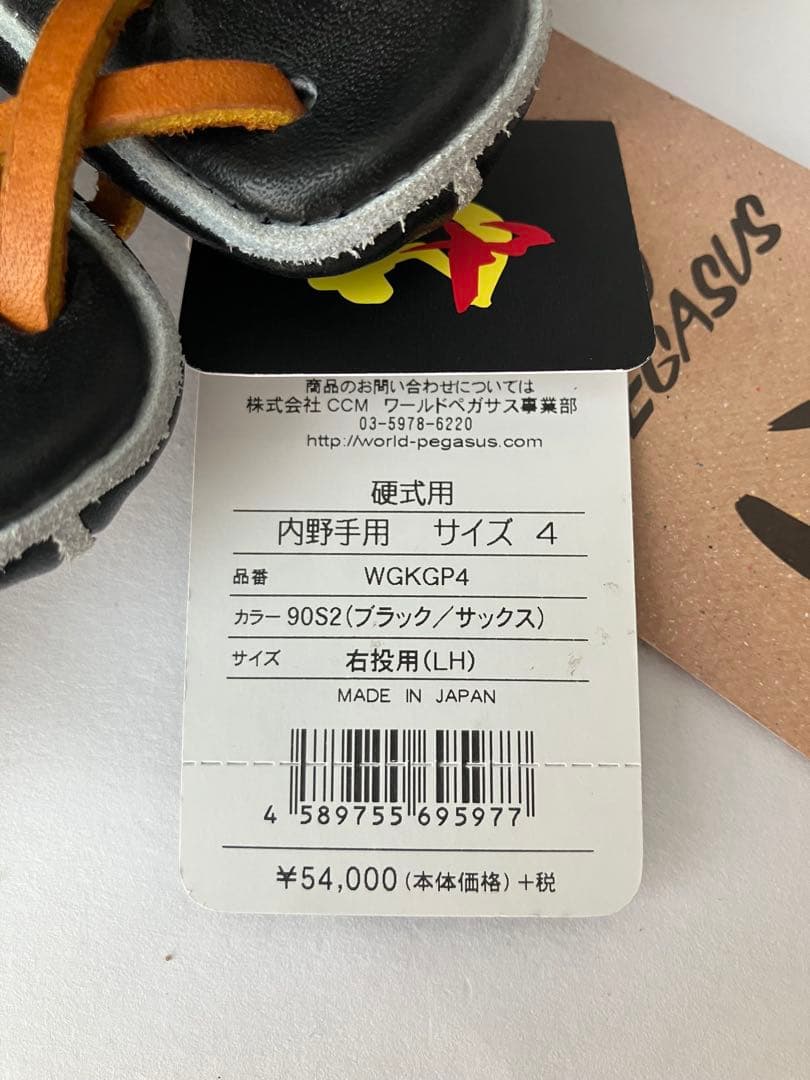 PEGASUS
商品のお問い合わせについては
株式会社 CCM ワールドペガサス事業部
03-5978-6220
http://world-pegasus.com
硬式用
内野手用 サイズ 4
品番 WGKGP4
カラー 90S2(ブラック／サックス)
サイズ 右投用(LH)
MADE IN JAPAN
4 589755 695977
¥54,000(本体価格)+税